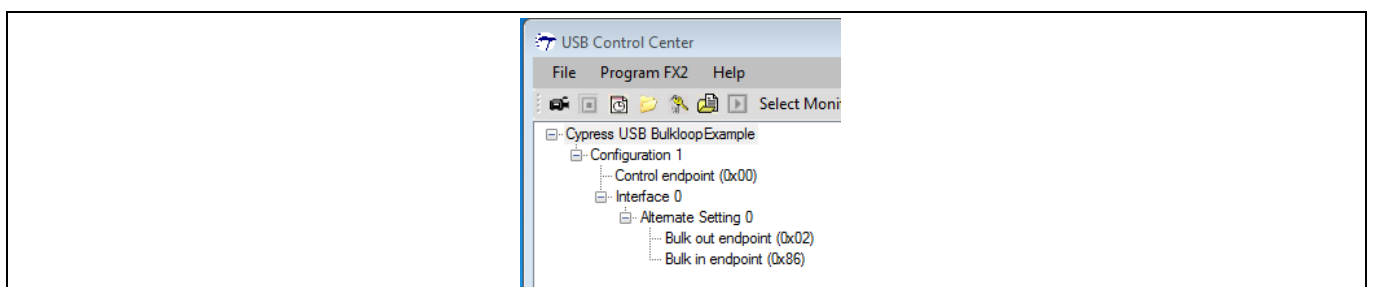 USB Control Center
File Program FX2 Help
Select Moni
Cypress USB BulkloopExample
Configuration 1
Control endpoint (0x00)
Interface 0
Alternate Setting 0
Bulk out endpoint (0x02)
Bulk in endpoint (0x86)